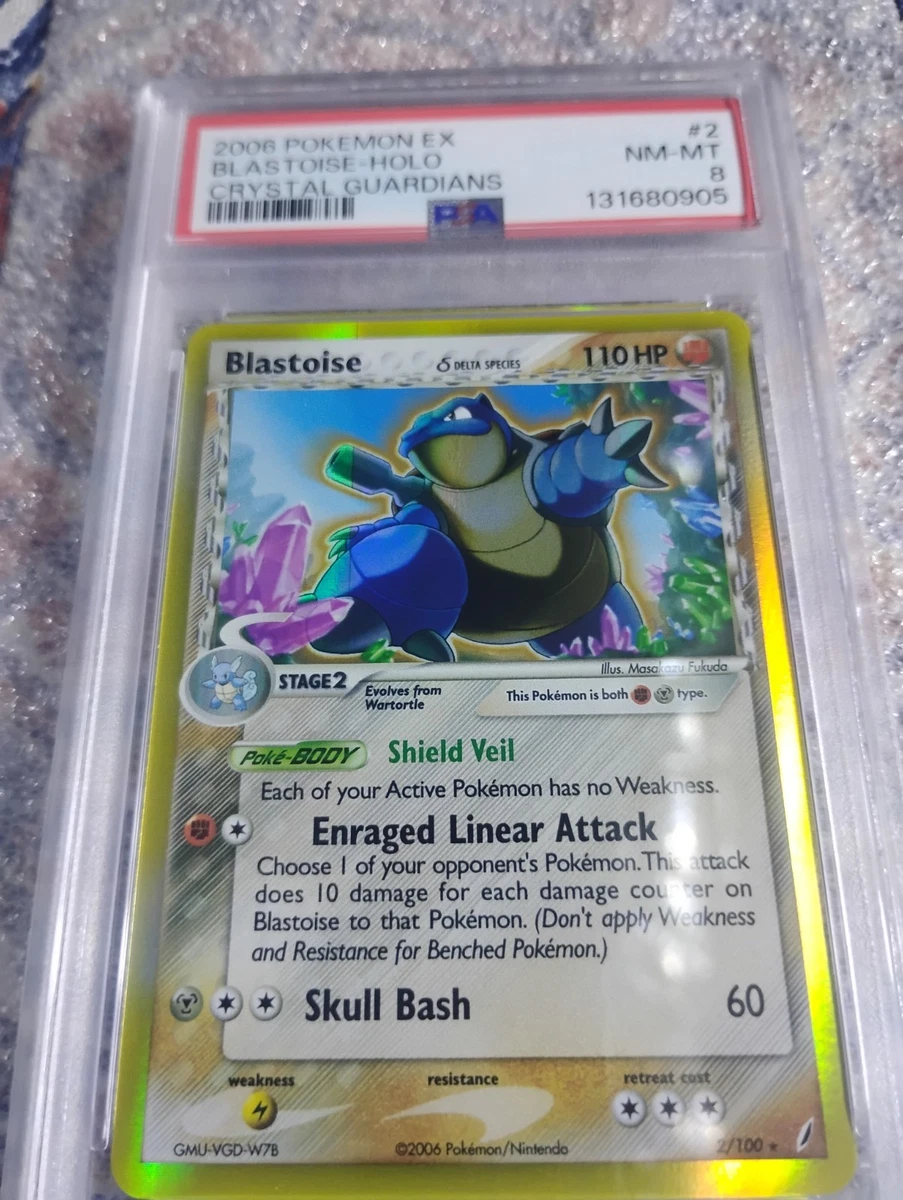 2006 POKEMON EX #2
BLASTOISE-HOLO NM-MT
CRYSTAL GUARDIANS 8
PSA 131680905
Blastoise δ DELTA SPECIES 110 HP
Illus. Masakazu Fukuda
STAGE2 Evolves from Wartortle This Pokémon is both type.
Poké-BODY Shield Veil
Each of your Active Pokémon has no Weakness.
Enraged Linear Attack
Choose 1 of your opponent's Pokémon. This attack
does 10 damage for each damage counter on
Blastoise to that Pokémon. (Don't apply Weakness
and Resistance for Benched Pokémon.)
Skull Bash 60
weakness resistance retreat cost
GMU-VGD-W7B ©2006 Pokémon/Nintendo 2/100 ★